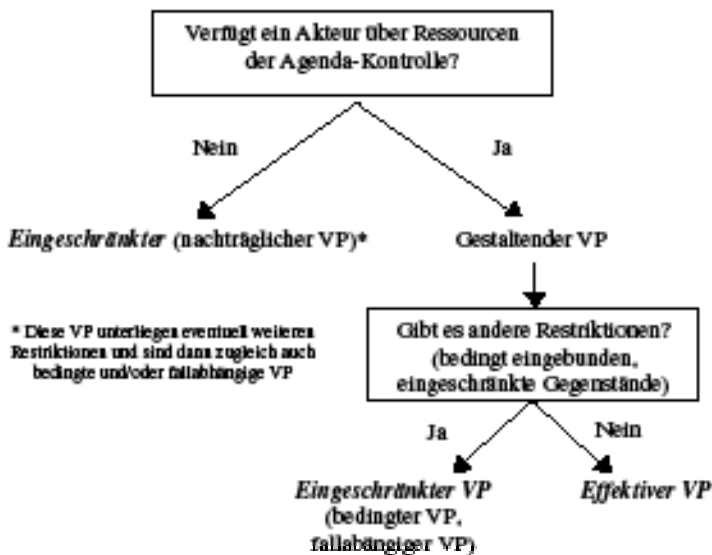 Verfügt ein Akteur über Ressourcen
der Agenda-Kontrolle?
Nein
Ja
Eingeschränkter (nachträglicher VP)*
Gestaltender VP
* Diese VP unterliegen eventuell weiteren
Restriktionen und sind dann zugleich auch
bedingte und/oder fallabhängige VP
Gibt es andere Restriktionen?
(bedingt eingebunden,
eingeschränkte Gegenstände)
Ja
Nein
Eingeschränkter VP
(bedingter VP,
fallabängiger VP)
Effektiver VP